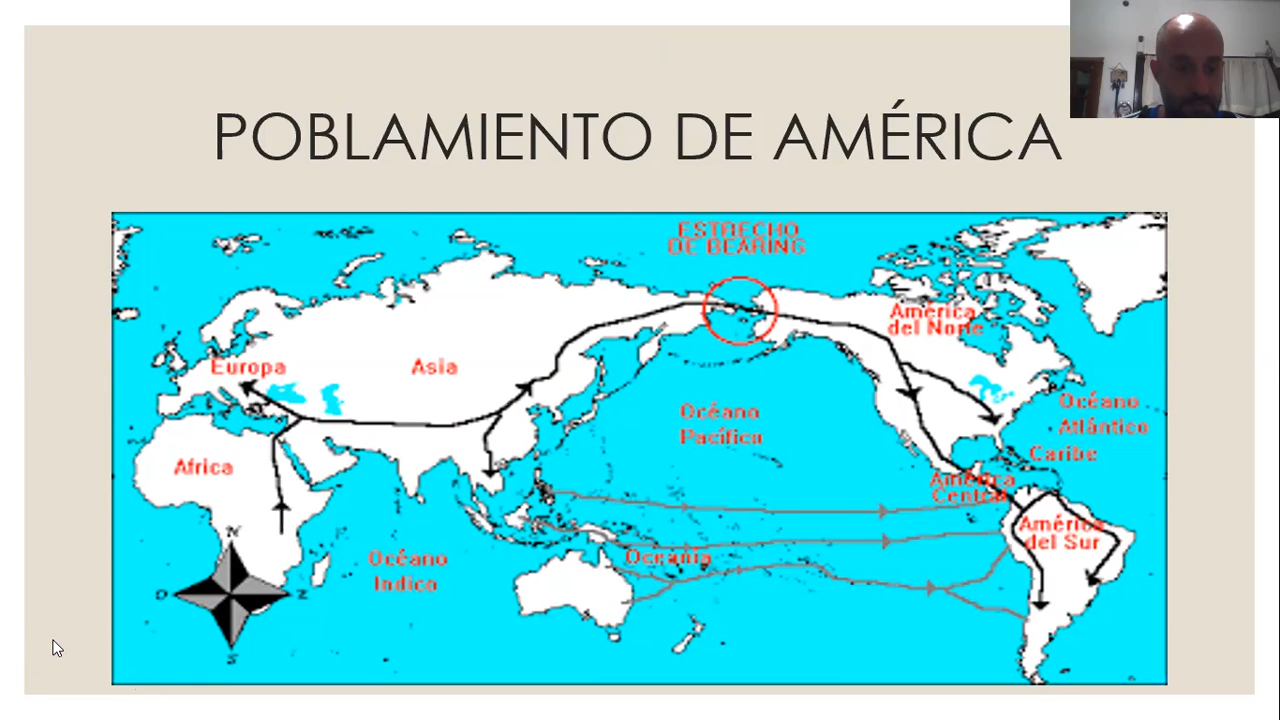 POBLAMIENTO DE AMÉRICA
ESTRECHO
DE BEARING
América
del Norte
Europa
Asia
Océano
Pacífica
Océano
Atlántico
Caribe
Africa
América
Central
América
del Sur
Oceanía
Océano
Indico
N
O
E
S